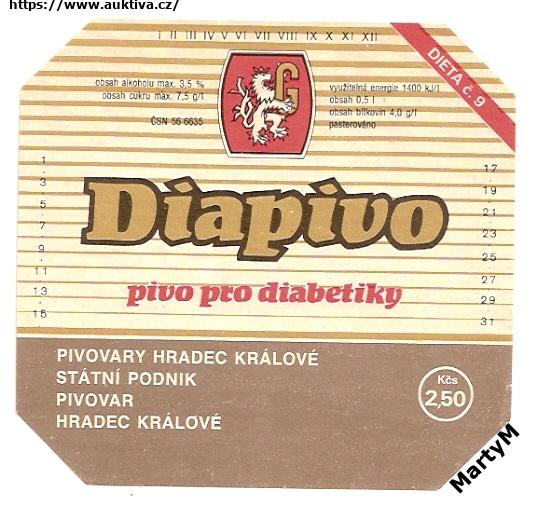 https://www.auktiva.cz/
I II III IV V VI VII VIII IX X XI XII
DIETA č. 9
obsah alkoholu max. 3,5 %
obsah cukru max. 7,5 g/l
ČSN 56 6635
G
využitelná energie 1400 kJ/l
obsah 0,5 l
obsah bílkovin 4,0 g/l
pasterováno
1
3
5
7
9
11
13
15
17
19
21
23
25
27
29
31
Diapivo
pivo pro diabetiky
PIVOVARY HRADEC KRÁLOVÉ
STÁTNÍ PODNIK
PIVOVAR
HRADEC KRÁLOVÉ
Kčs
2,50
MartyM